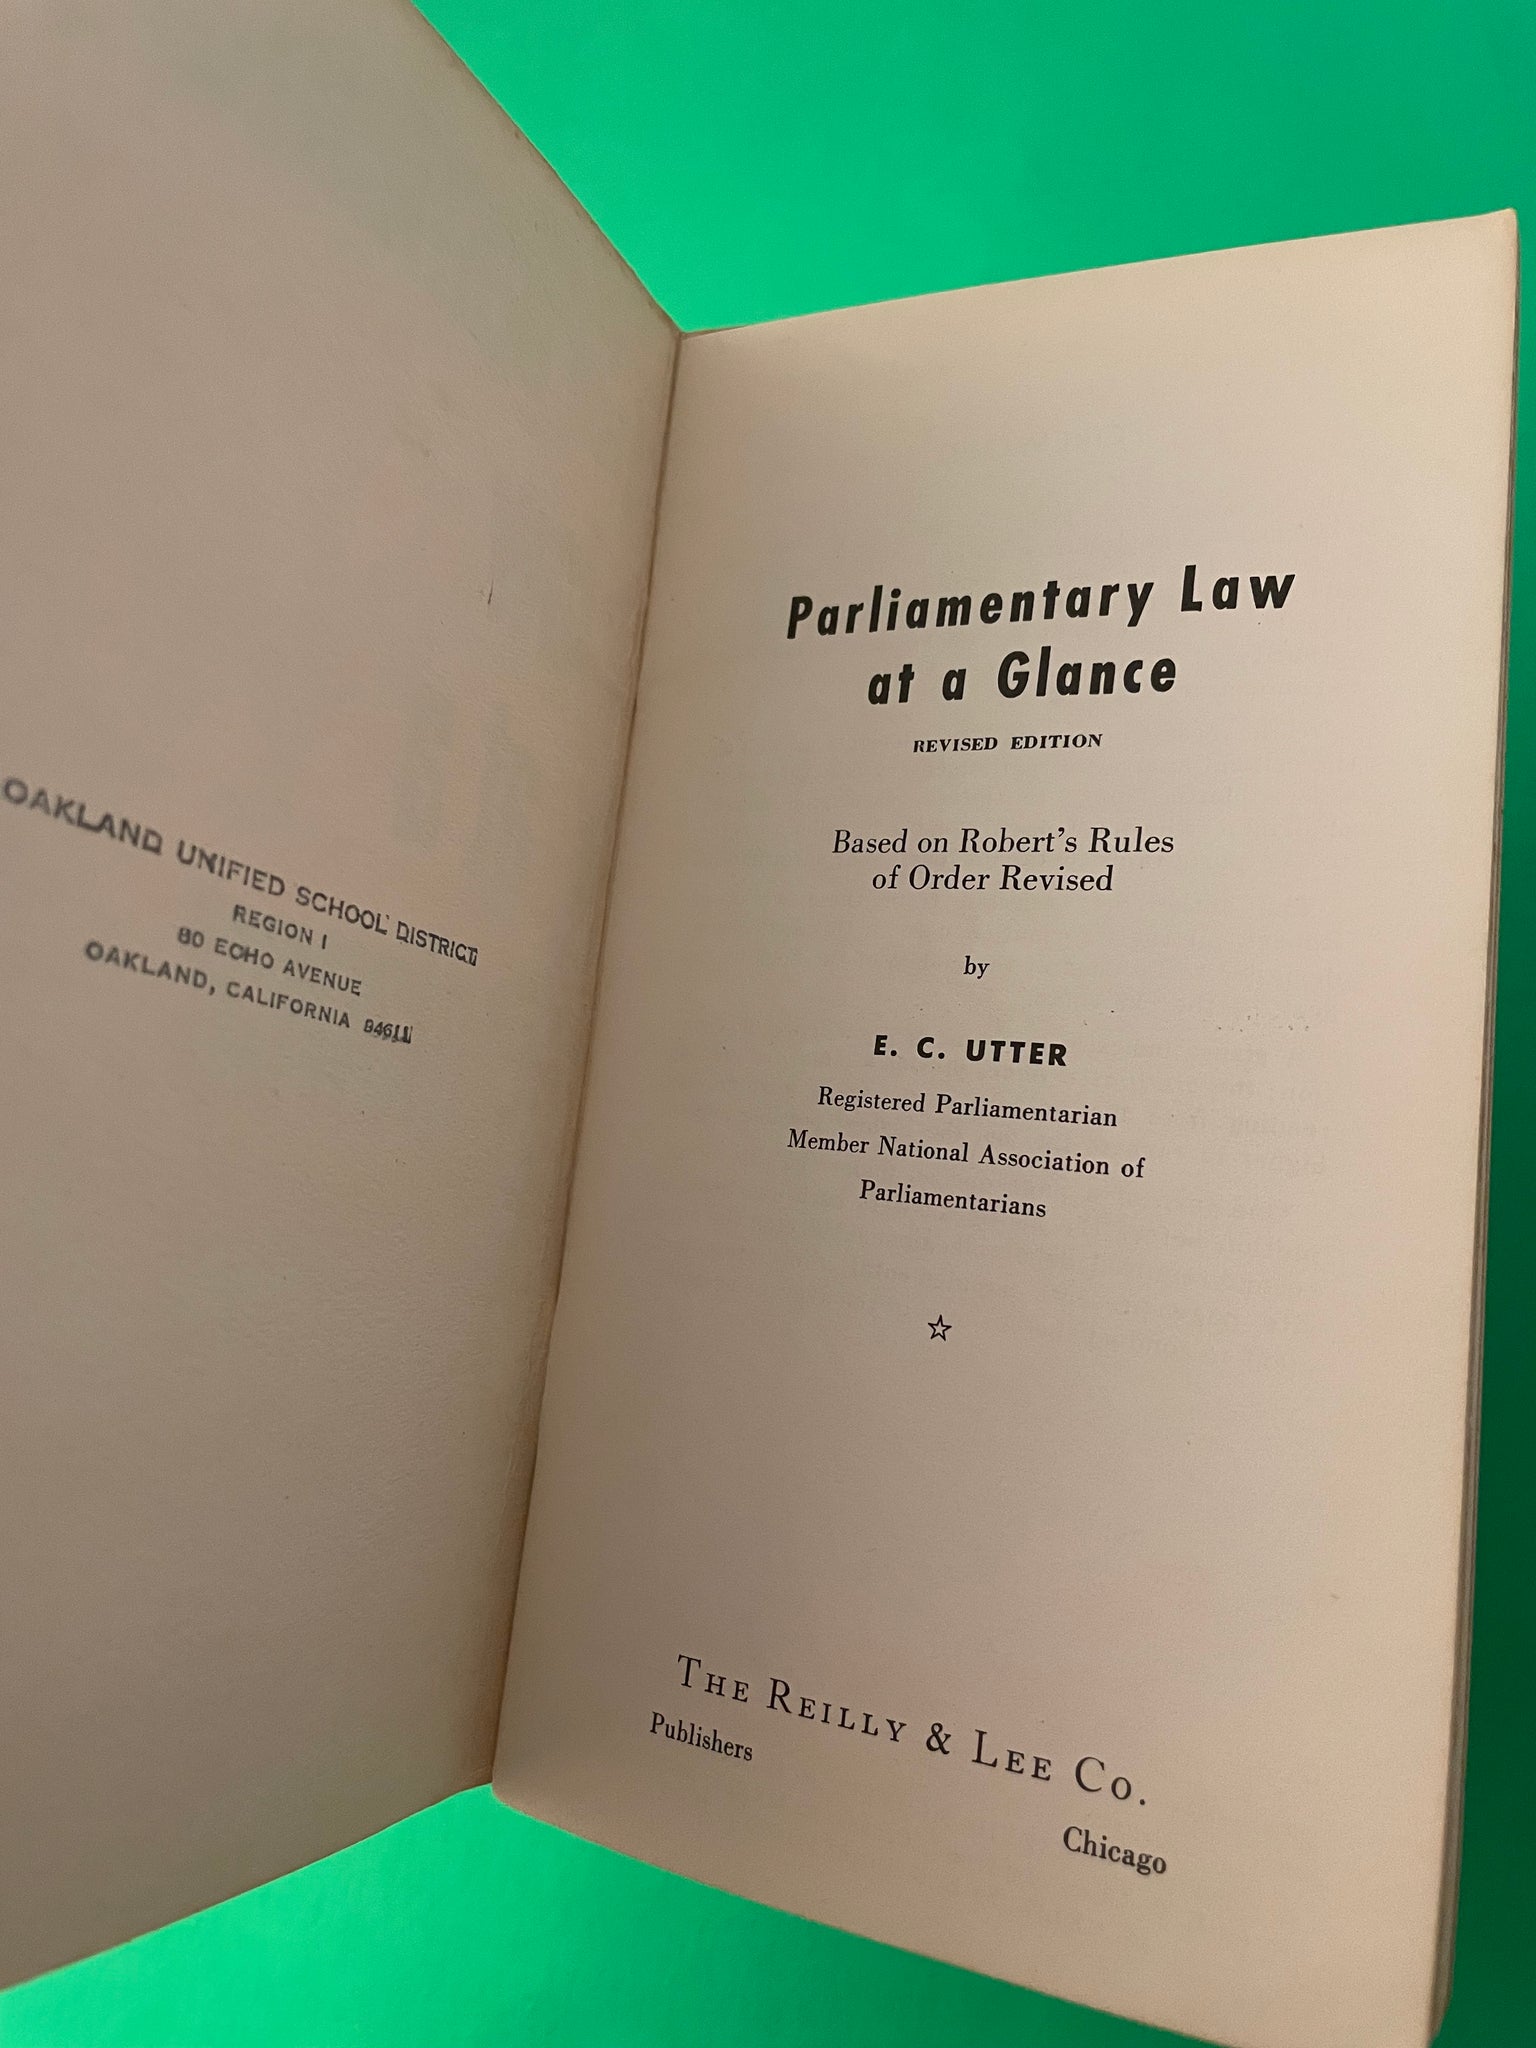 OAKLAND UNIFIED SCHOOL DISTRICT
REGION I
80 ECHO AVENUE
OAKLAND, CALIFORNIA 94611
Parliamentary Law
at a Glance
REVISED EDITION
Based on Robert's Rules
of Order Revised
by
E. C. UTTER
Registered Parliamentarian
Member National Association of
Parliamentarians
THE REILLY & LEE CO.
Publishers
Chicago